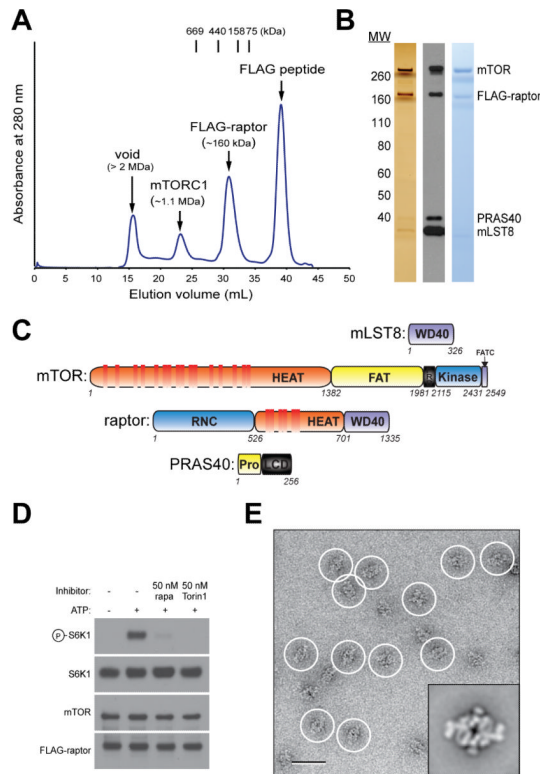 A
669 440 158 75 (kDa)
FLAG peptide
FLAG-raptor
(~160 kDa)
void
(> 2 MDa)
mTORC1
(~1.1 MDa)
Absorbance at 280 nm
0 5 10 15 20 25 30 35 40 45 50
Elution volume (mL)
B
MW
260
160
110
80
60
50
40
mTOR
FLAG-raptor
PRAS40
mLST8
C
mLST8: WD40
1 326
FATC
mTOR: HEAT FAT R Kinase
1 1382 1981 2115 2431 2549
raptor: RNC HEAT WD40
1 526 701 1335
PRAS40: Pro LCD
1 256
D
Inhibitor: - - 50 nM rapa 50 nM Torin1
ATP: - + + +
P-S6K1
S6K1
mTOR
FLAG-raptor
E